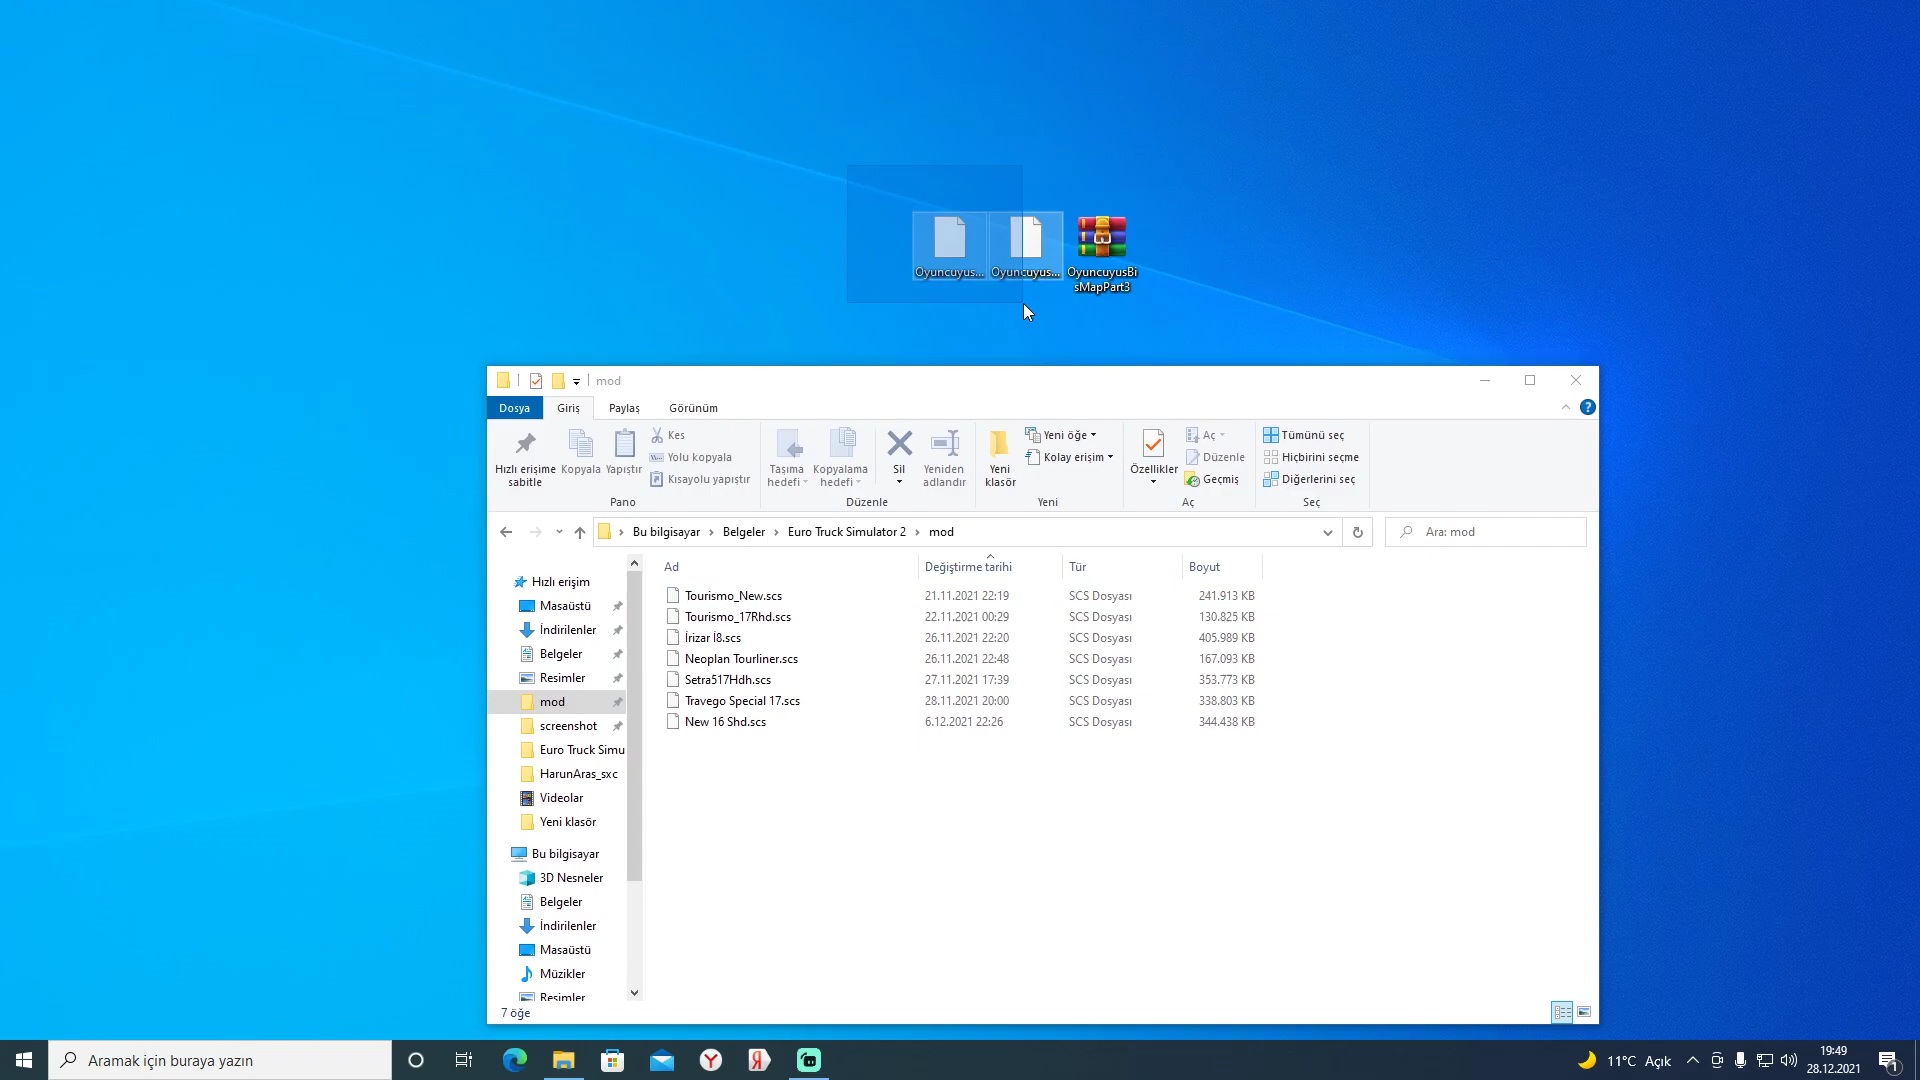 Oyuncuyus...
Oyuncuyus...
OyuncuyusBi
sMapPart3
mod
Dosya
Giriş
Paylaş
Görünüm
Hızlı erişime
sabitle
Kopyala
Yapıştır
Kes
Yolu kopyala
Kısayolu yapıştır
Pano
Taşıma
hedefi
Kopyalama
hedefi
Sil
Yeniden
adlandır
Düzenle
Yeni
klasör
Yeni öğe
Kolay erişim
Yeni
Özellikler
Aç
Düzenle
Geçmiş
Aç
Tümünü seç
Hiçbirini seçme
Diğerlerini seç
Seç
Bu bilgisayar › Belgeler › Euro Truck Simulator 2 › mod
Ara: mod
Hızlı erişim
Masaüstü
İndirilenler
Belgeler
Resimler
mod
screenshot
Euro Truck Simu
HarunAras_sxc
Videolar
Yeni klasör
Bu bilgisayar
3D Nesneler
Belgeler
İndirilenler
Masaüstü
Müzikler
Resimler
Ad Değiştirme tarihi Tür Boyut
Tourismo_New.scs 21.11.2021 22:19 SCS Dosyası 241.913 KB
Tourismo_17Rhd.scs 22.11.2021 00:29 SCS Dosyası 130.825 KB
İrizar İ8.scs 26.11.2021 22:20 SCS Dosyası 405.989 KB
Neoplan Tourliner.scs 26.11.2021 22:48 SCS Dosyası 167.093 KB
Setra517Hdh.scs 27.11.2021 17:39 SCS Dosyası 353.773 KB
Travego Special 17.scs 28.11.2021 20:00 SCS Dosyası 338.803 KB
New 16 Shd.scs 6.12.2021 22:26 SCS Dosyası 344.438 KB
7 öğe
Aramak için buraya yazın
11°C Açık
19:49
28.12.2021
1